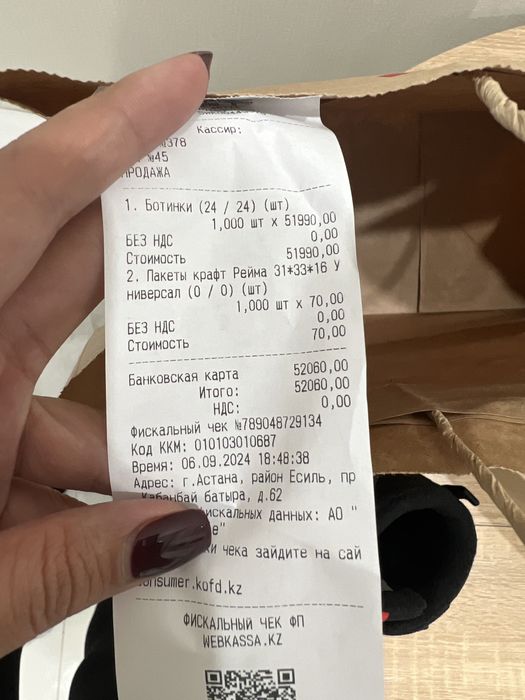 Кассир:
№378
№45
ПРОДАЖА
1. Ботинки (24 / 24) (шт)
1,000 шт x 51990,00
БЕЗ НДС 0,00
Стоимость 51990,00
2. Пакеты крафт Рейма 31*33*16 У
ниверсал (0 / 0) (шт)
1,000 шт x 70,00
БЕЗ НДС 0,00
Стоимость 70,00
Банковская карта 52060,00
Итого: 52060,00
НДС: 0,00
Фискальный чек №789048729134
Код ККМ: 010103010687
Время: 06.09.2024 18:48:38
Адрес: г.Астана, район Есиль, пр
Кабанбай батыра, д.62
фискальных данных: АО "
е"
ки чека зайдите на сай
consumer.kofd.kz
ФИСКАЛЬНЫЙ ЧЕК ФП
WEBKASSA.KZ